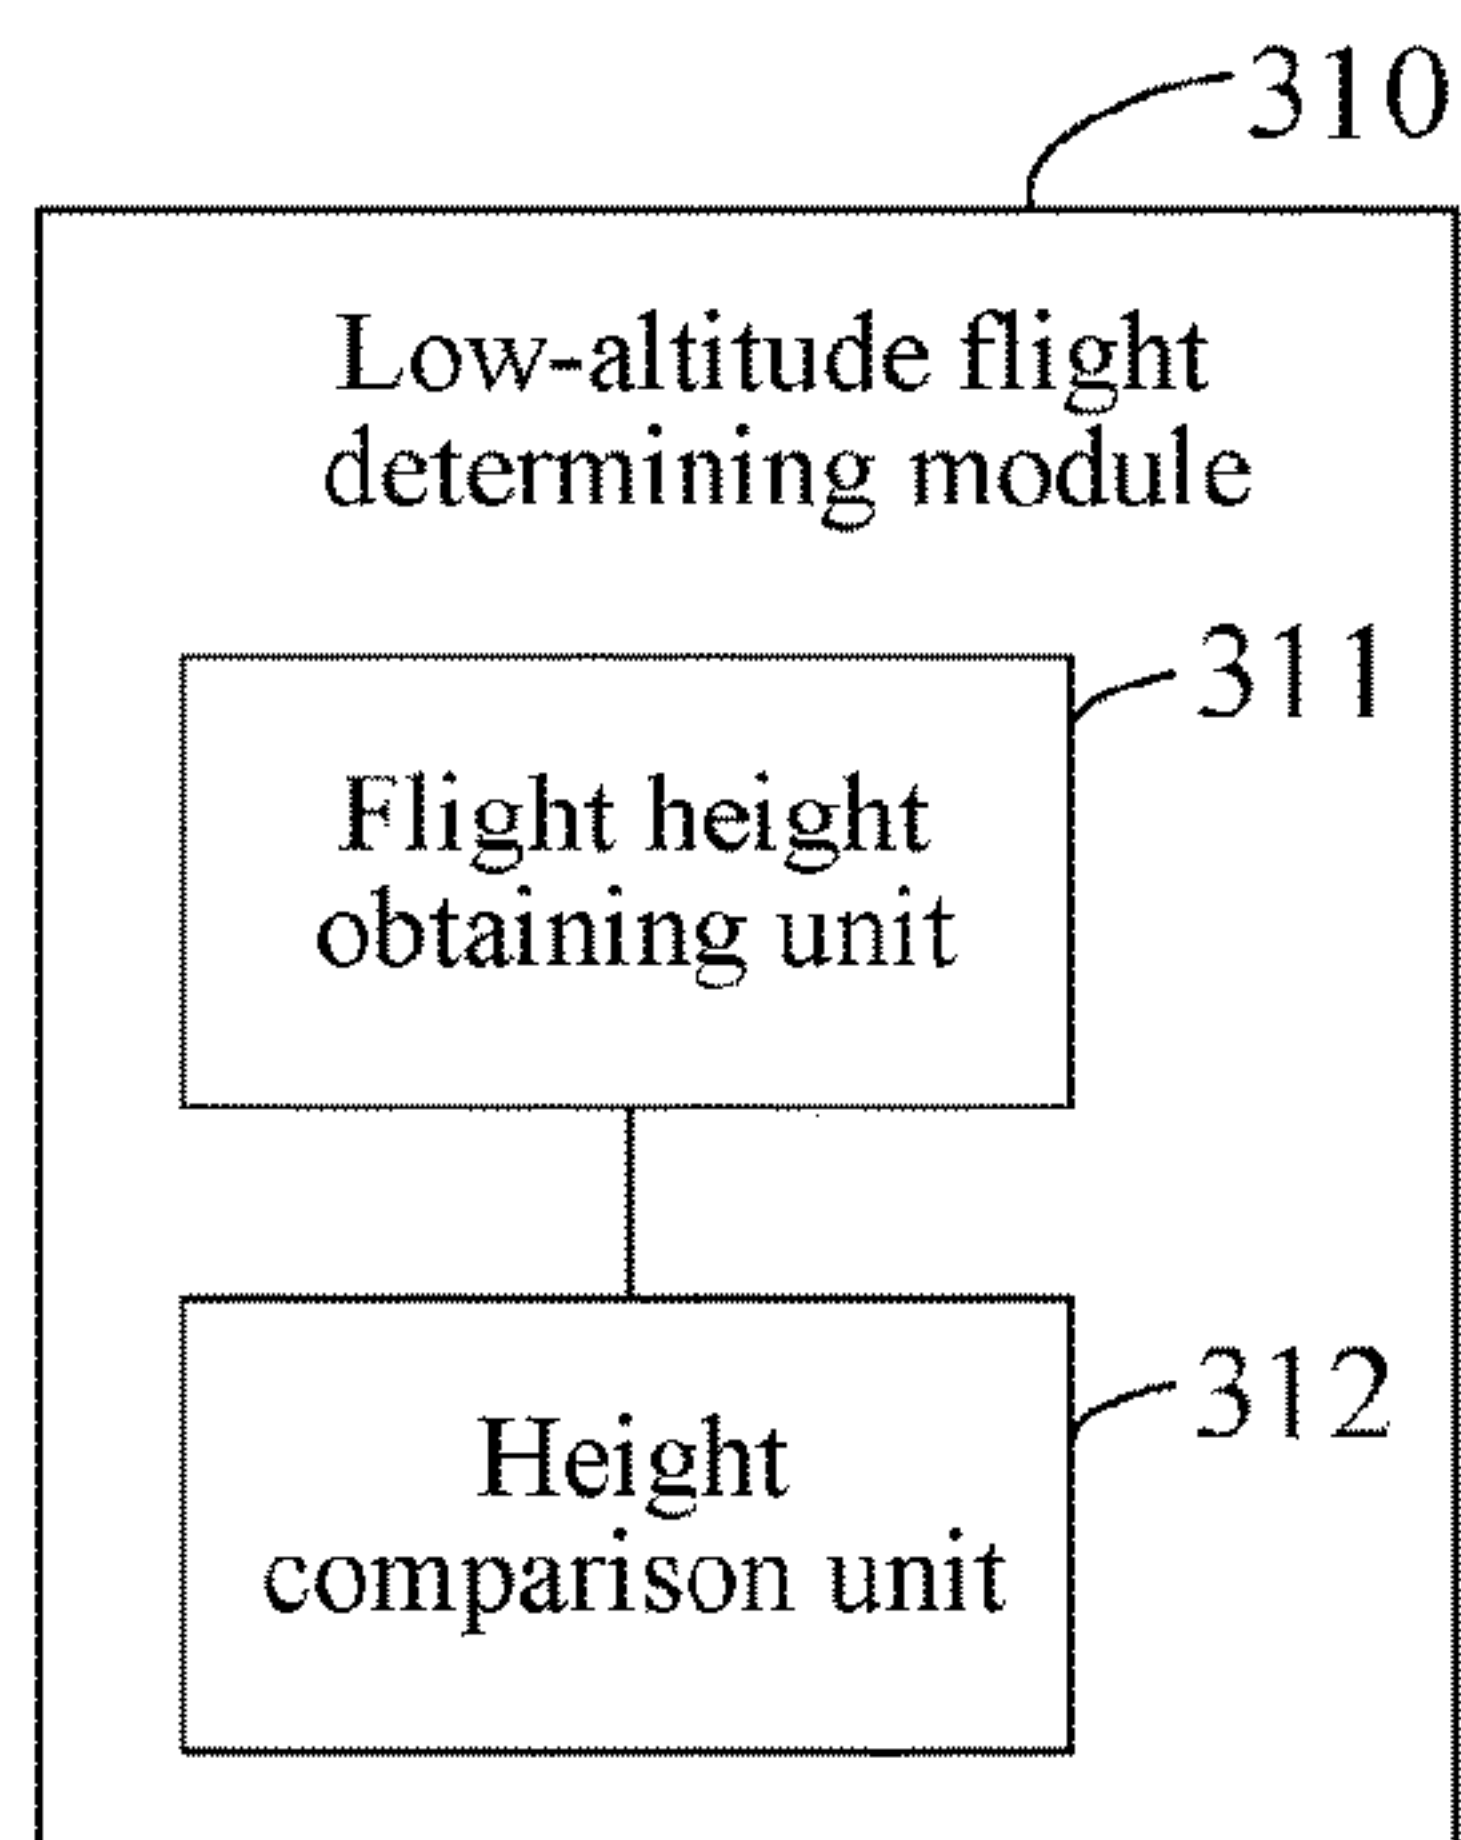 310
Low-altitude flight
determining module
311
Flight height
obtaining unit
312
Height
comparison unit